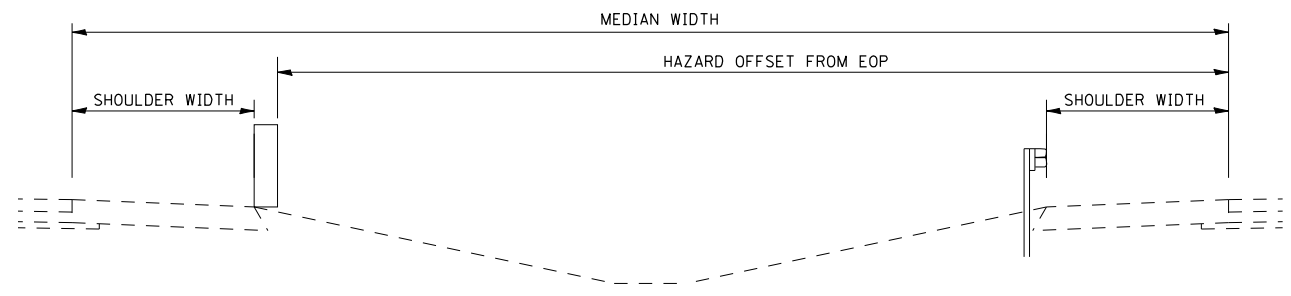 MEDIAN WIDTH
HAZARD OFFSET FROM EOP
SHOULDER WIDTH
SHOULDER WIDTH